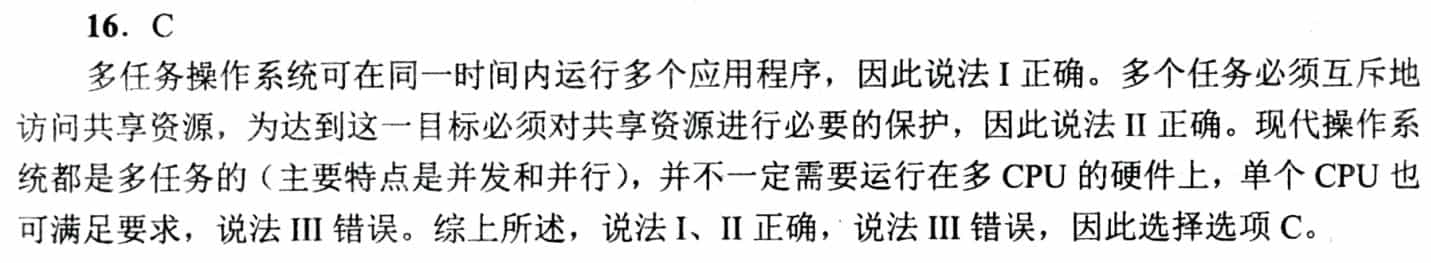 16．C
多任务操作系统可在同一时间内运行多个应用程序，因此说法 I 正确。多个任务必须互斥地
访问共享资源，为达到这一目标必须对共享资源进行必要的保护，因此说法 II 正确。现代操作系
统都是多任务的（主要特点是并发和并行），并不一定需要运行在多 CPU 的硬件上，单个 CPU 也
可满足要求，说法 III 错误。综上所述，说法 I、II 正确，说法 III 错误，因此选择选项 C。